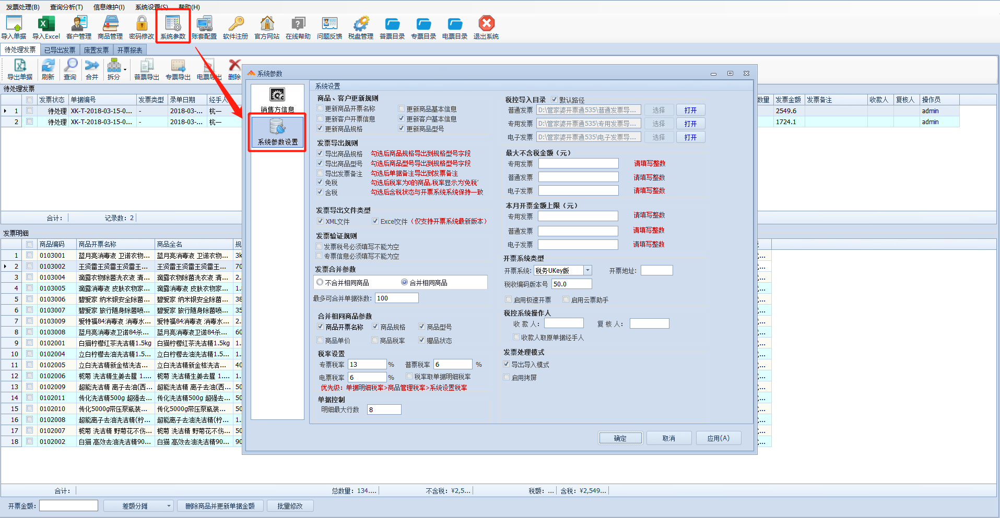 发票处理(B) 查询分析(T) 信息维护(I) 系统设置(S) 帮助(H)
导入单据 导入Excel 客户管理 商品管理 密码修改 系统参数 账套配置 软件注册 官方网站 在线帮助 问题反馈 税盘管理 普票目录 专票目录 电票目录 退出系统
待处理发票 已导出发票 废置发票 开票报表
导出单据 刷新 查询 合并 拆分 普票导出 专票导出 电票导出 删除
待处理发票
发票状态 单据编号 发票类型 录单日期 经手人 数量 发票金额 发票备注 收款人 复核人 操作员
1 待处理 XK-T-2018-03-15-0... - 2018-03-... 杭一 2549.6 admin
2 待处理 XK-T-2018-03-15-0... - 2018-03-... 杭一 1724.1 admin
合计: 记录数: 2
发票明细
商品编码 商品开票名称 商品全名 规
1 0103001 蓝月亮消毒液 卫诺衣物... 蓝月亮消毒液 卫诺衣物... 3k
2 0103002 王贤雷王贤雷王贤雷王... 王贤雷王贤雷王贤雷王... 70
3 0103004 滴露衣物除菌洗衣液 清... 滴露衣物除菌洗衣液 清... 2.
4 0103005 滴露消毒液 皮肤衣物家... 滴露消毒液 皮肤衣物家... 1.
5 0103006 碧爱家 纳米银安全除菌... 碧爱家 纳米银安全除菌... 38
6 0103007 碧爱家 旅行随身除菌喷... 碧爱家 旅行随身除菌喷... 35
7 0103009 爱特福84消毒液 消毒水... 爱特福84消毒液 消毒水... 2.
8 0103008 蓝月亮消毒液卫诺84杀... 蓝月亮消毒液卫诺84杀... 60
9 0102001 白猫柠檬红茶洗洁精1.5kg 白猫柠檬红茶洗洁精1.5kg 1.
10 0102004 立白柠檬去油洗洁精1.5... 立白柠檬去油洗洁精1.5... 1.
11 0102005 立白洗洁精新金桔洗洁... 立白洗洁精新金桔洗洁... 40
12 0102006 榄菊 洗洁精生姜去腥 1.... 榄菊 洗洁精生姜去腥 1.... 1.
13 0102009 超能洗洁精 离子去油(西... 超能洗洁精 离子去油(西... 50
14 0102011 传化洗洁精500g 超强去... 传化洗洁精500g 超强去... 50
15 0102010 传化5000g带压泵瓶装... 传化5000g带压泵瓶装... 50
16 0102008 超能离子去油洗洁精(柠... 超能离子去油洗洁精(柠... 1.
17 0102007 榄菊 洗洁精 野菊花不伤... 榄菊 洗洁精 野菊花不伤... 50
18 0102002 白猫 高效去油洗洁精90... 白猫 高效去油洗洁精90... 90
合计: 总数量: 134.... 不含税: ¥2,5... 税额: ... 含税: ¥2,549...
开票金额: 差额分摊 删除商品并更新单据金额 批量修改
系统参数
销售方信息
系统参数设置
系统设置
商品、客户更新规则
更新商品开票名称 更新商品基本信息
更新客户开票信息 更新客户基本信息
更新商品规格 更新商品型号
发票导出规则
导出商品规格 勾选后商品规格导出到规格型号字段
导出商品型号 勾选后商品型号导出到规格型号字段
导出发票备注 勾选后单据备注导出到发票备注
免税 勾选后税率为0的商品,税率显示为'免税'
含税 勾选后含税状态与开票系统系统保持一致
发票导出文件类型
XML文件 Excel文件（仅支持开票系统最新版本）
发票验证规则
发票税号必须填写不能为空
专票信息必须填写不能为空
发票合并参数
不合并相同商品 合并相同商品
最多可合并单据张数: 100
合并相同商品参数
商品开票名称 商品规格 商品型号
商品单价 商品税率 赠品状态
税率设置
专票税率 13 % 普票税率 6 %
电票税率 6 % 税率取单据明细税率
优先级: 单据明细税率>商品管理税率>系统设置税率
单据控制
明细最大行数 8
税控导入目录 默认路径
普通发票 D:\管家婆开票通535\普通发票导... 选择 打开
专用发票 D:\管家婆开票通535\专用发票导... 选择 打开
电子发票 D:\管家婆开票通535\电子发票导... 选择 打开
最大不含税金额（元）
专用发票 请填写整数
普通发票 请填写整数
电子发票 请填写整数
本月开票金额上限（元）
专用发票 请填写整数
普通发票 请填写整数
电子发票 请填写整数
开票系统类型
开票系统: 税务UKey版 开票地址:
税收编码版本号 50.0
启用极速开票 启用云票助手
税控系统操作人
收 款 人: 复 核 人:
收款人取原单据经手人
发票处理模式
导出导入模式
启用拷屏
确定 取消 应用(A)